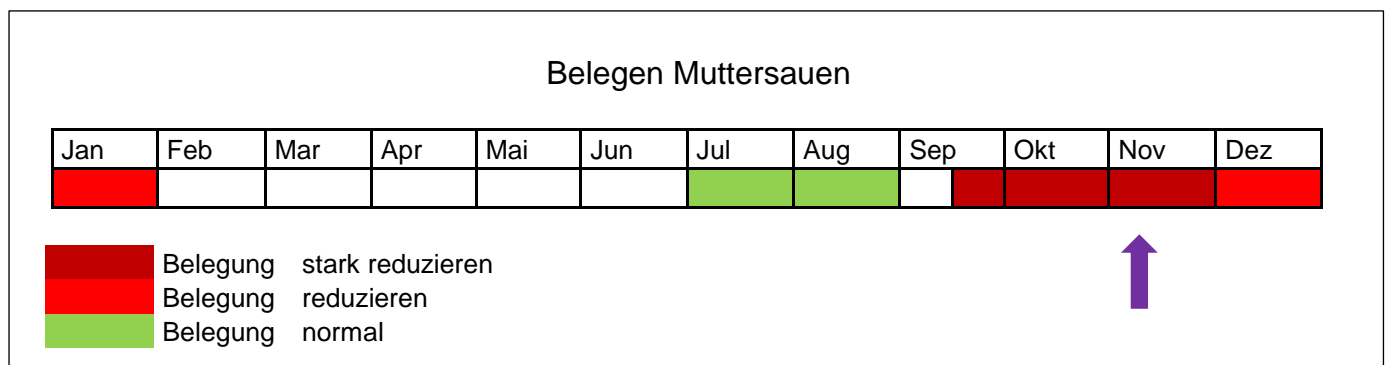 Belegen Muttersauen
Jan Feb Mar Apr Mai Jun Jul Aug Sep Okt Nov Dez
Belegung stark reduzieren
Belegung reduzieren
Belegung normal